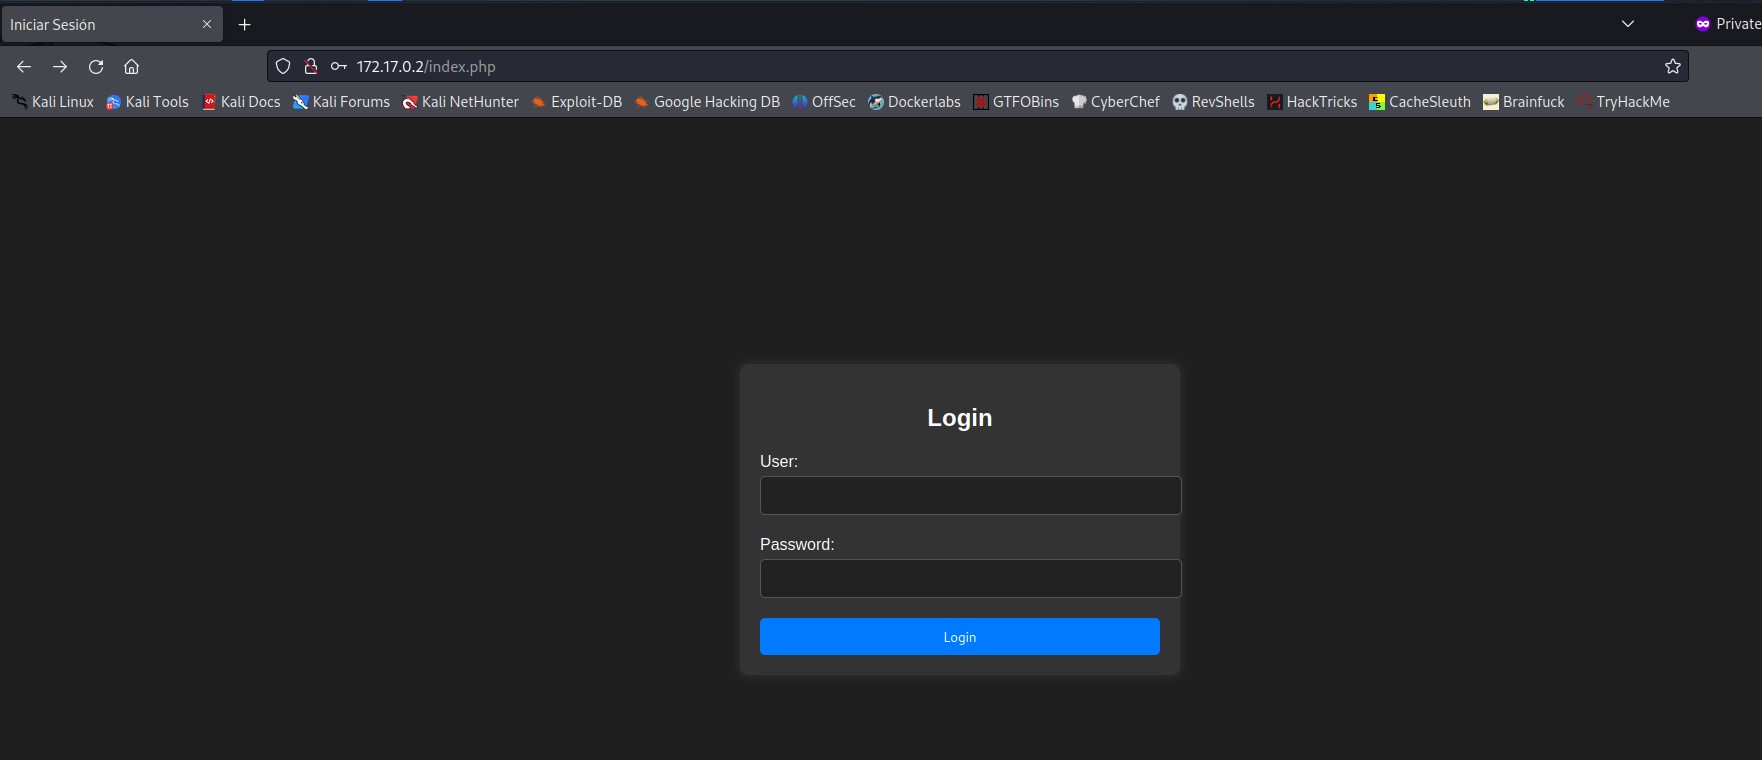 Iniciar Sesión
Private
172.17.0.2/index.php
Kali Linux Kali Tools Kali Docs Kali Forums Kali NetHunter Exploit-DB Google Hacking DB OffSec Dockerlabs GTFOBins CyberChef RevShells HackTricks CacheSleuth Brainfuck TryHackMe
Login
User:
Password:
Login